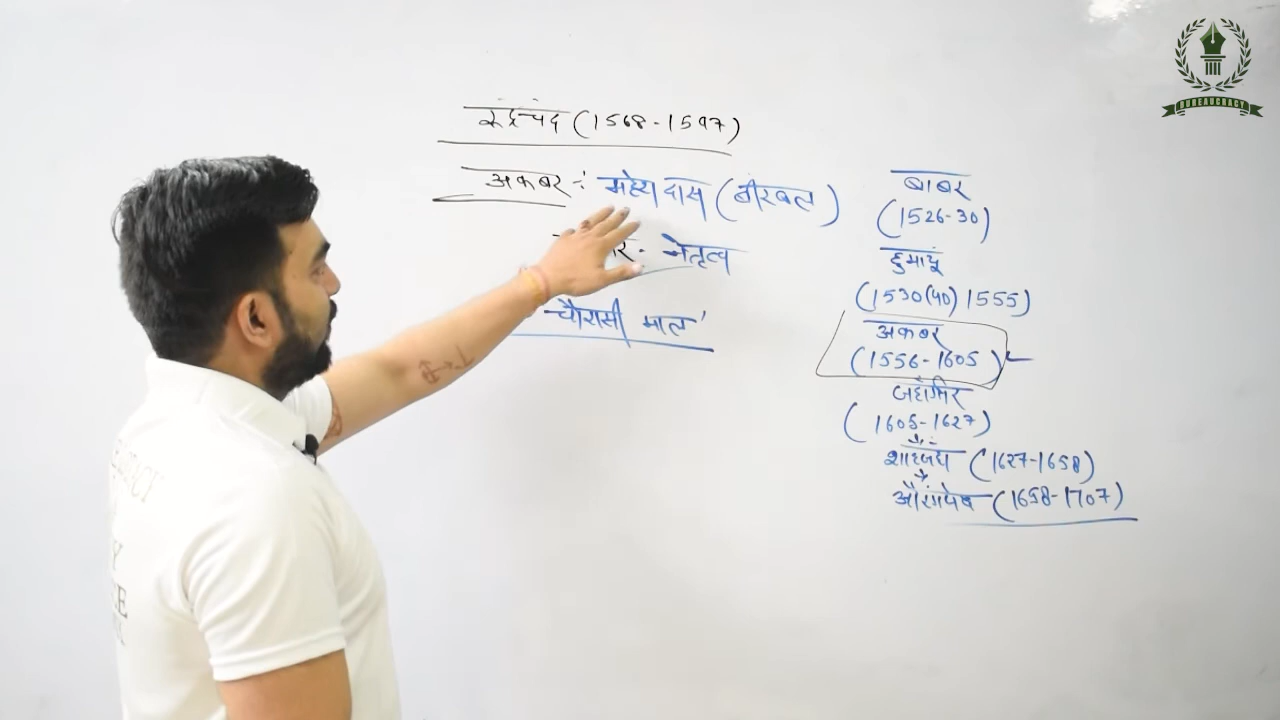 रुद्रचंद (1568-1597)
अकबर :- महेश दास (बीरबल)
र - नेतृत्व
चौरासी माल'
बाबर
(1526-30)
हुमायूं
(1530(40)1555)
अकबर
(1556-1605)
जहाँगिर
(1605-1627)
शाहजहां (1627-1658)
औरंगजेब (1658-1707)
BUREAUCRACY